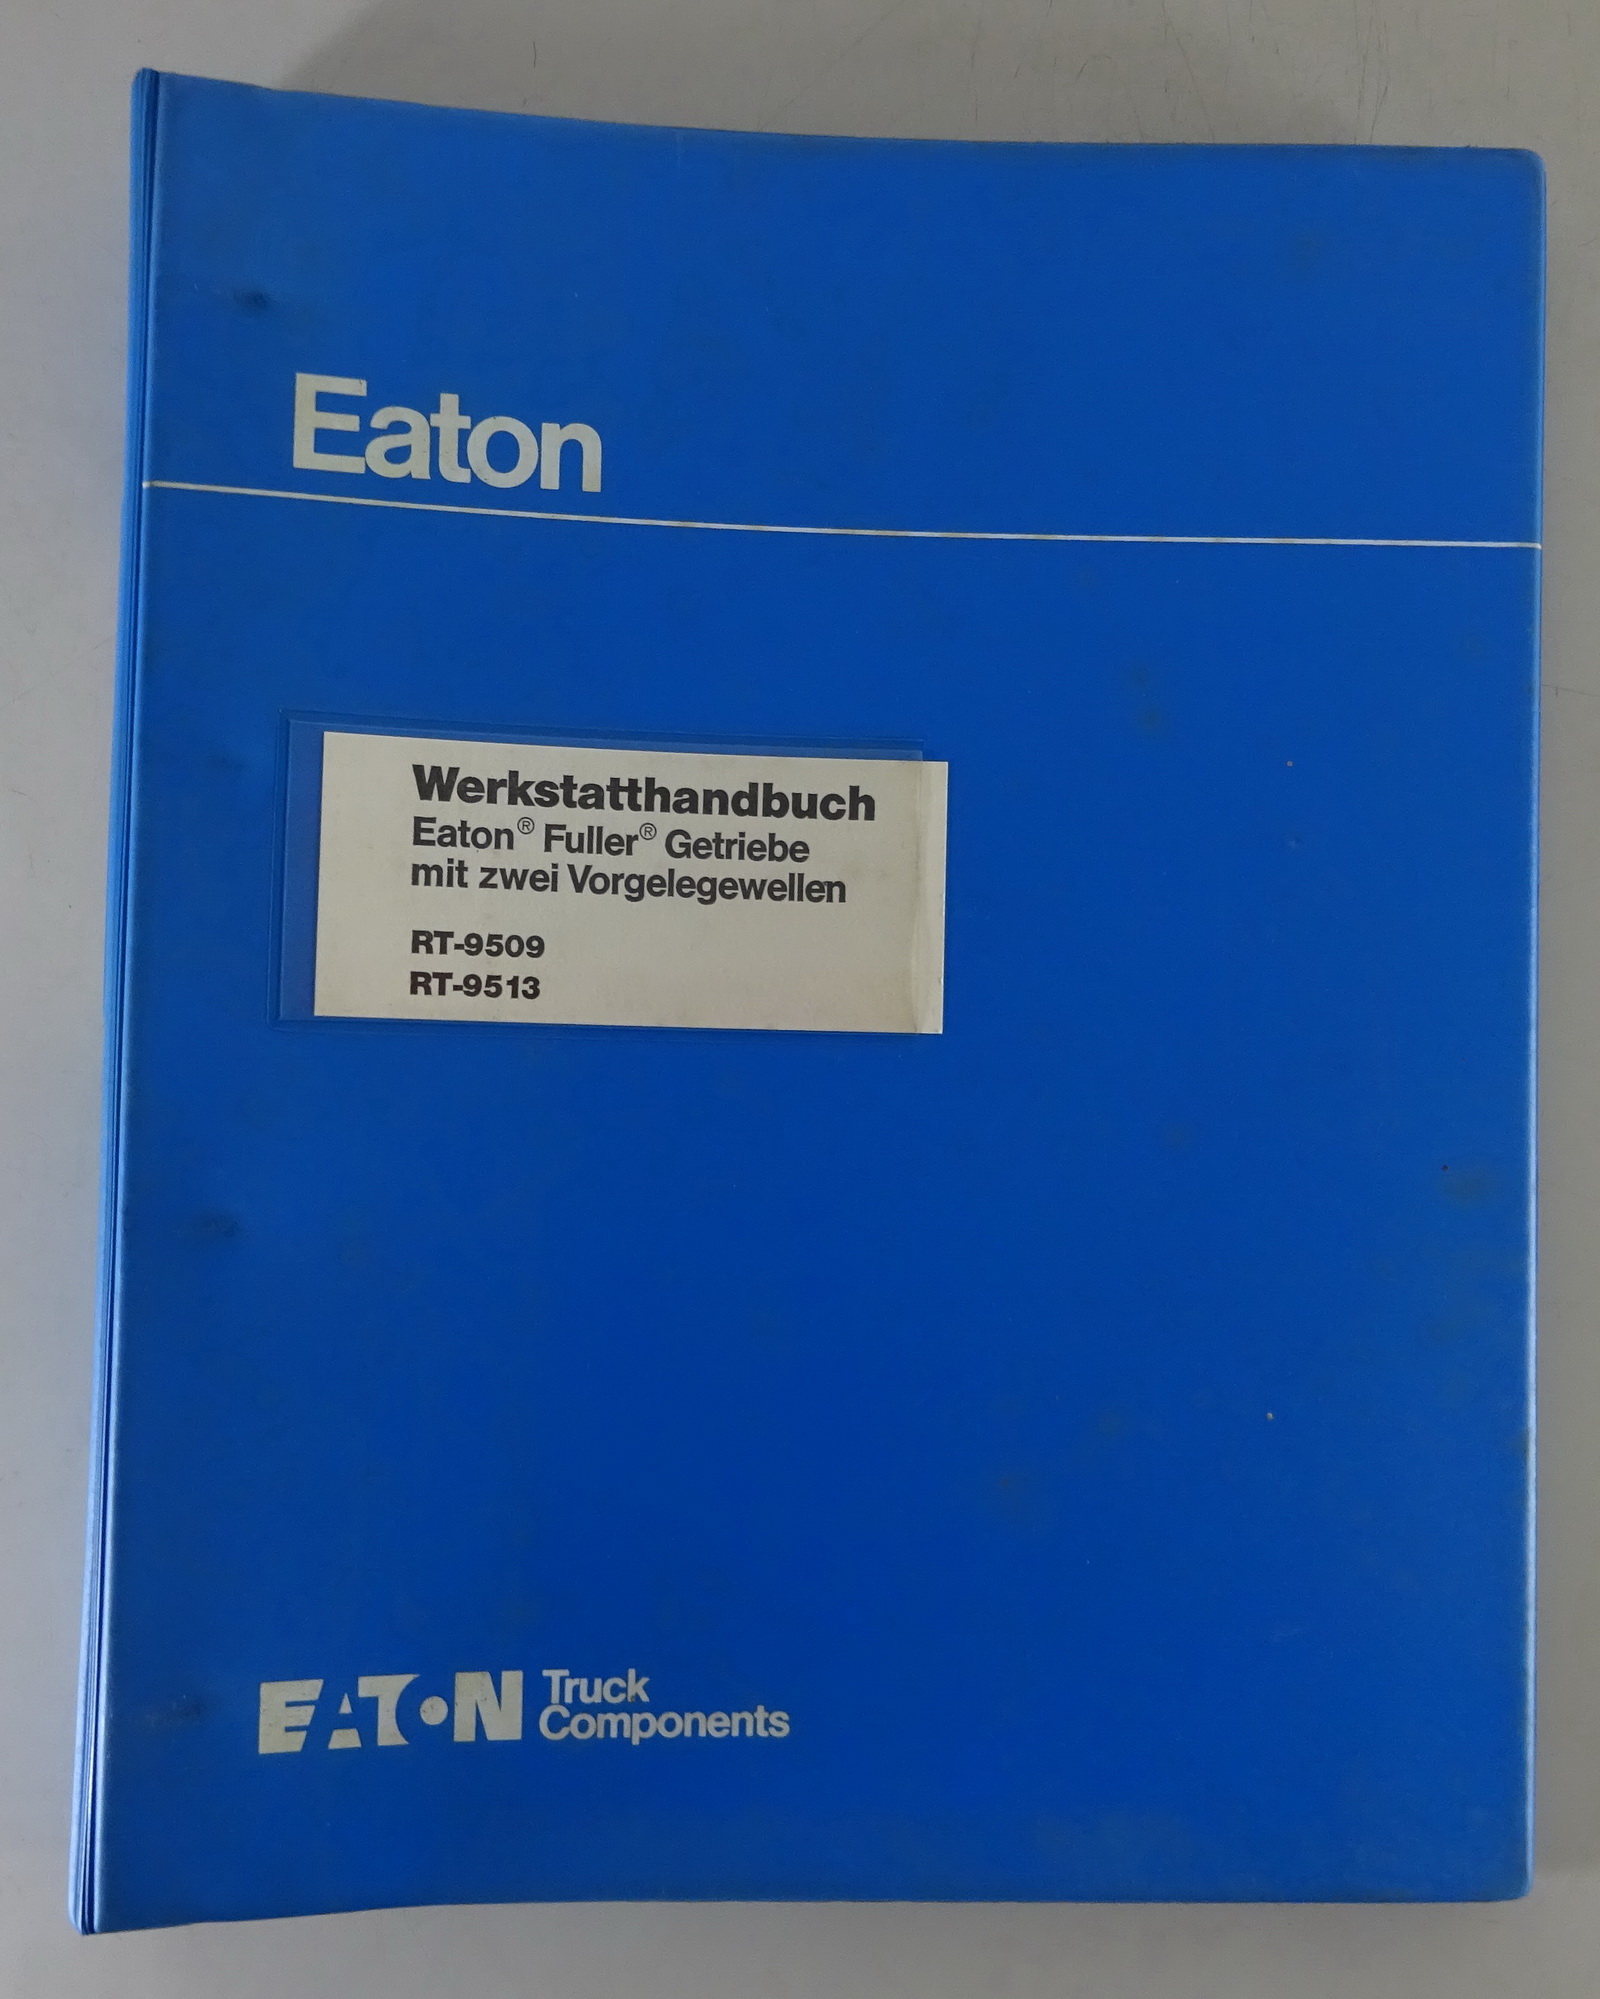 Eaton
Werkstatthandbuch
Eaton® Fuller® Getriebe
mit zwei Vorgelegewellen
RT-9509
RT-9513
EATON Truck
Components